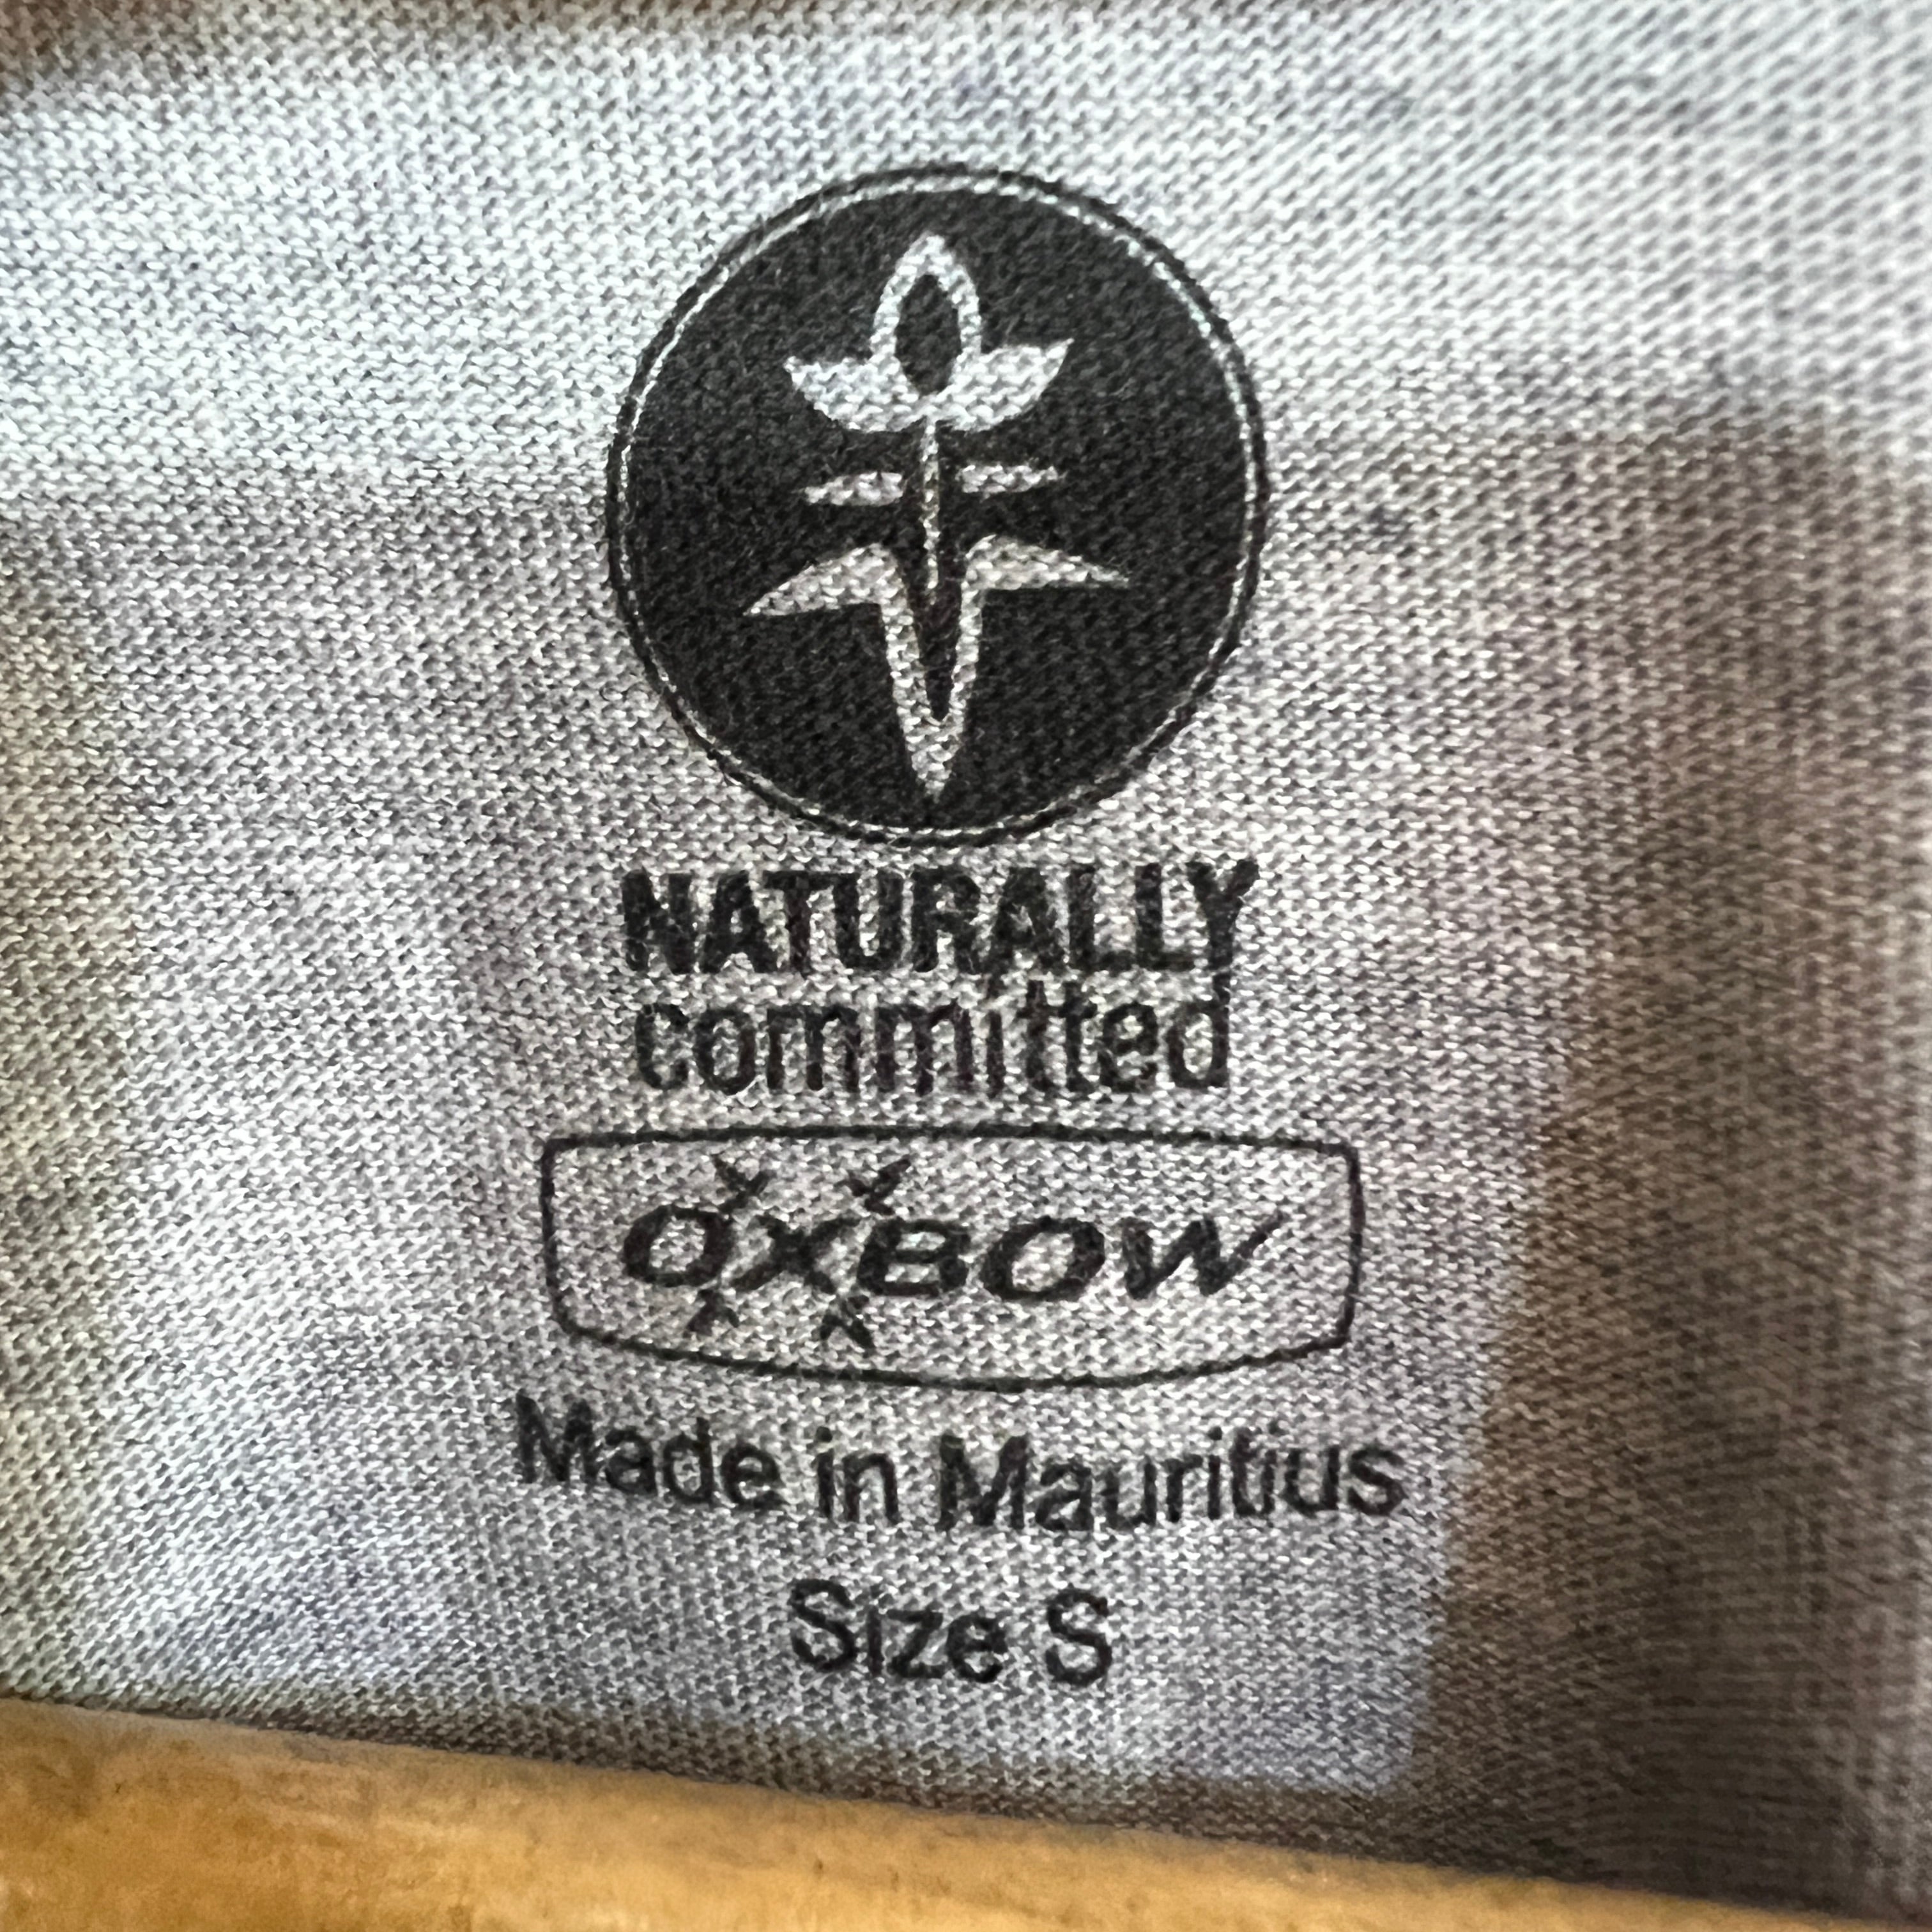 NATURALLY
committed
OXBOW
Made in Mauritius
Size S